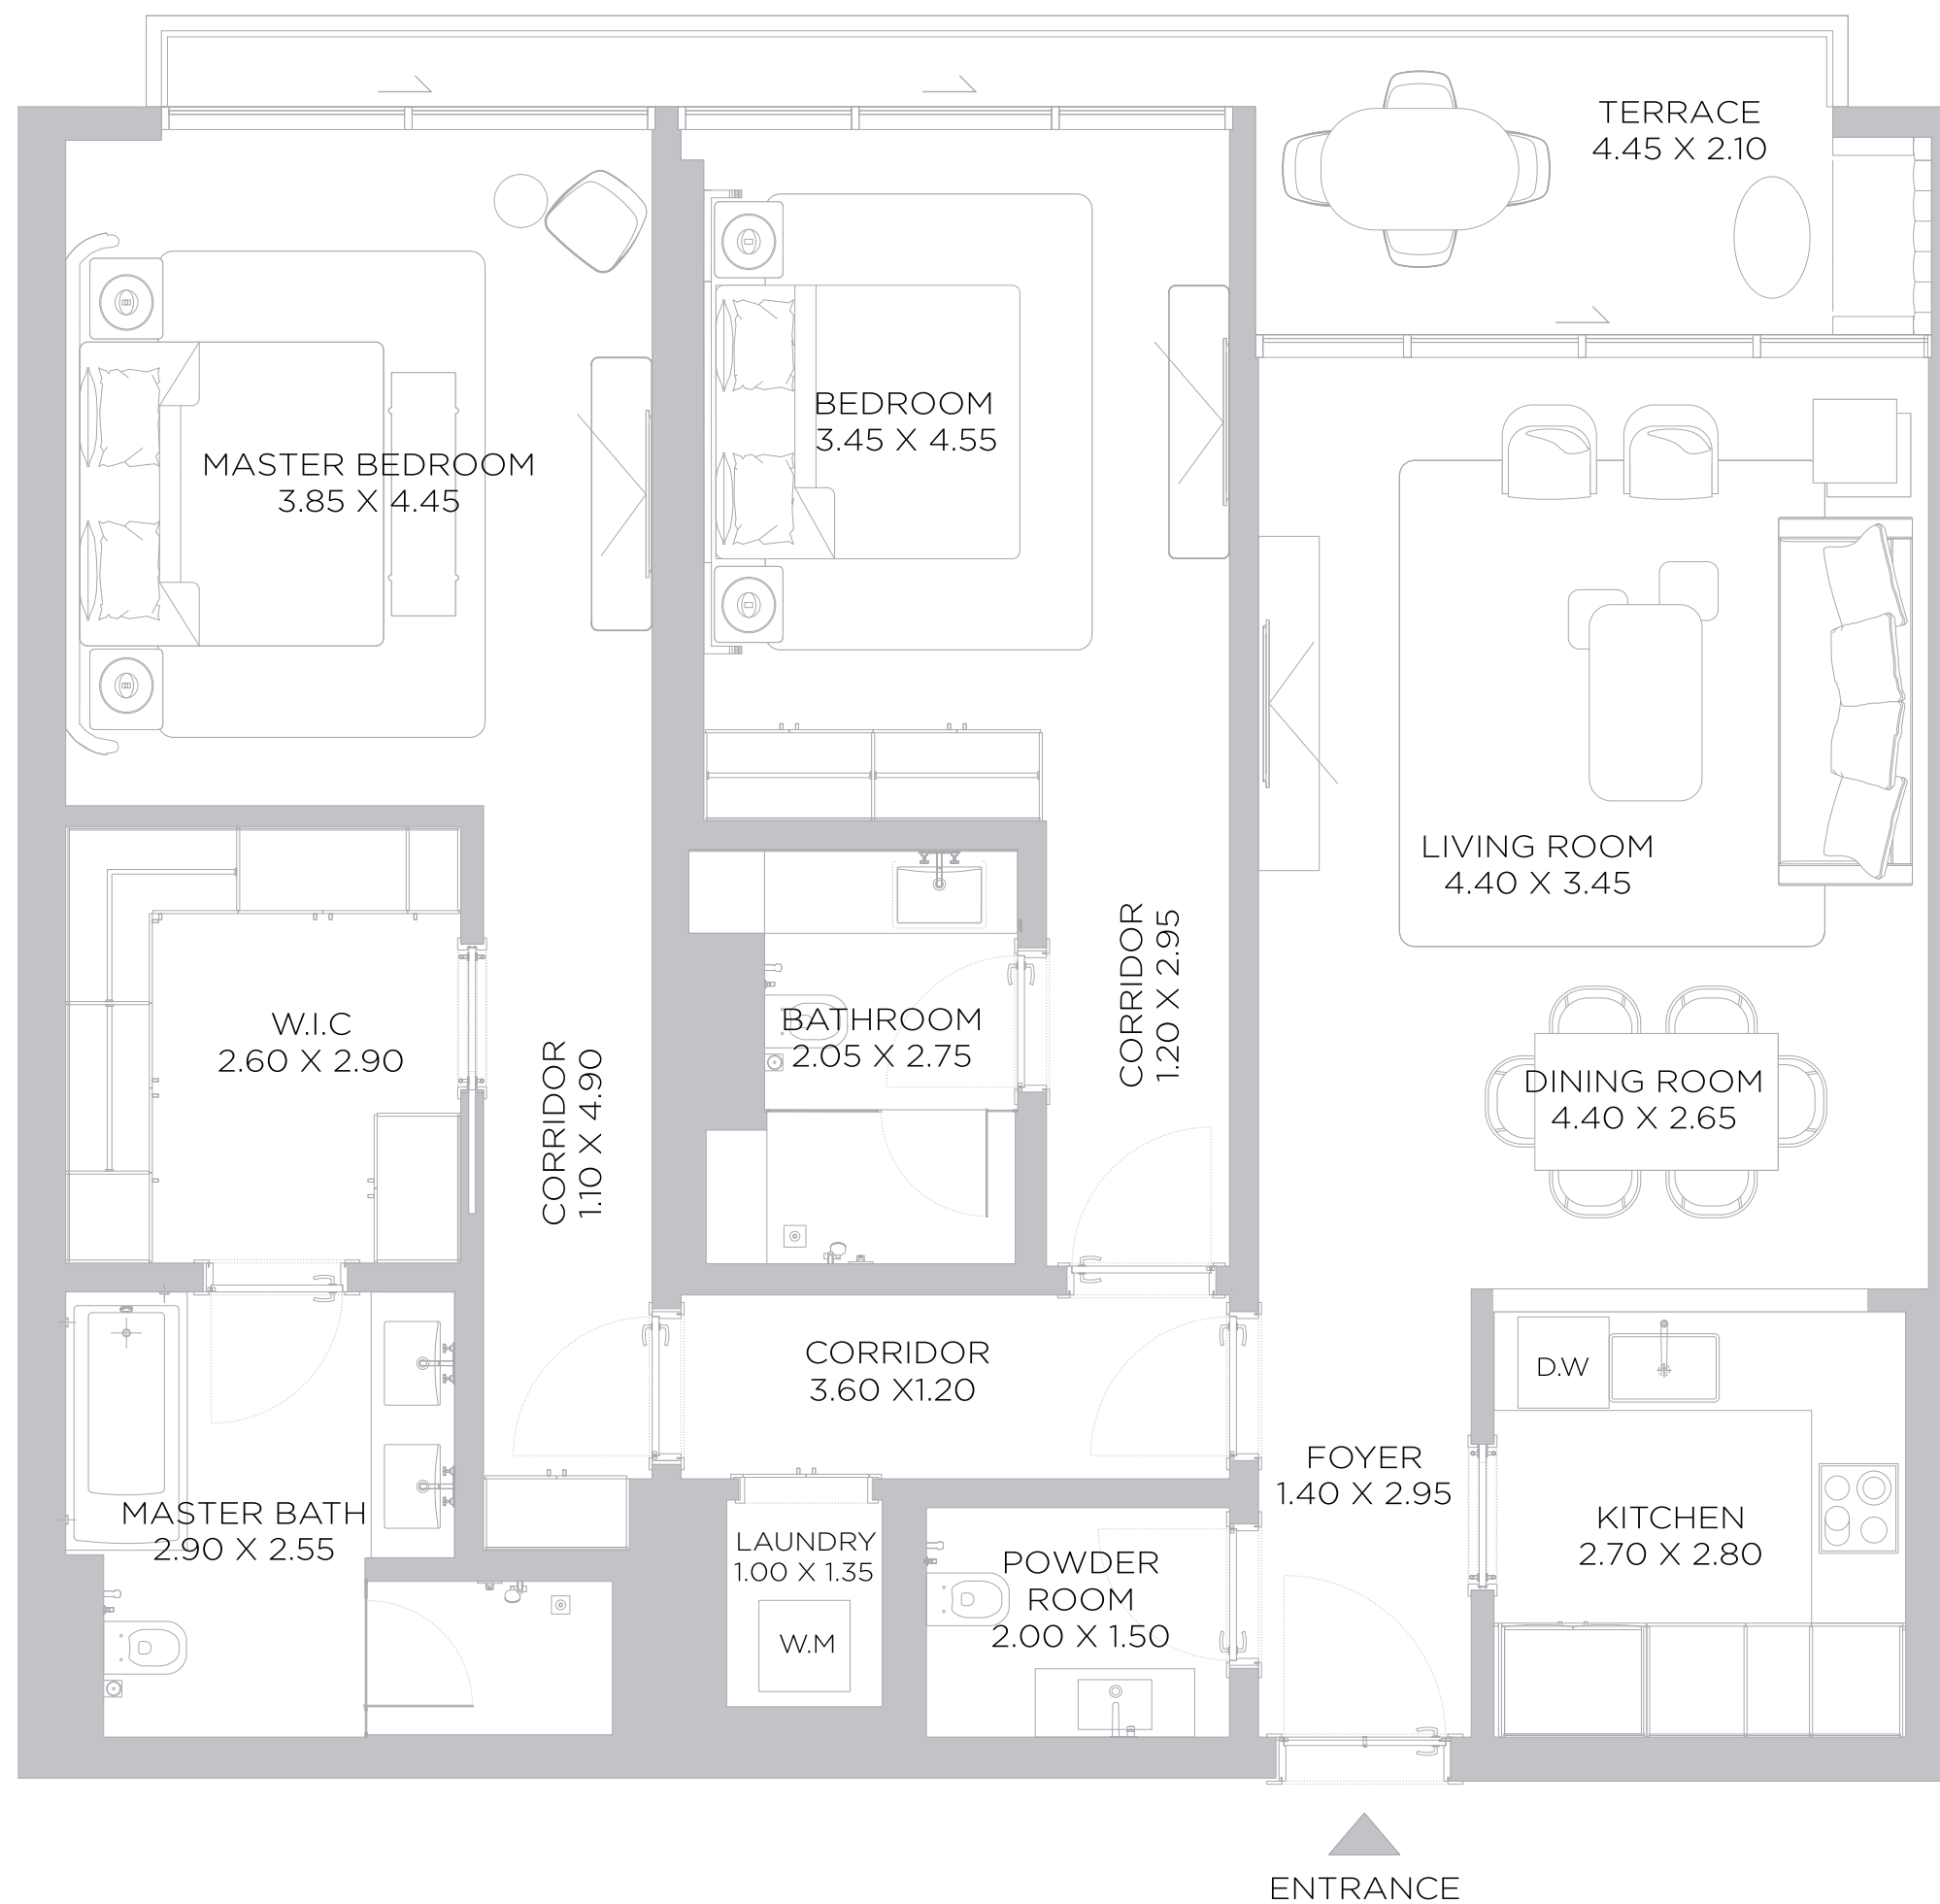 TERRACE
4.45 X 2.10
BEDROOM
3.45 X 4.55
MASTER BEDROOM
3.85 X 4.45
LIVING ROOM
4.40 X 3.45
CORRIDOR
1.20 X 2.95
W.I.C
2.60 X 2.90
BATHROOM
2.05 X 2.75
CORRIDOR
1.10 X 4.90
DINING ROOM
4.40 X 2.65
CORRIDOR
3.60 X1.20
D.W
FOYER
1.40 X 2.95
MASTER BATH
2.90 X 2.55
KITCHEN
2.70 X 2.80
LAUNDRY
1.00 X 1.35
W.M
POWDER
ROOM
2.00 X 1.50
ENTRANCE